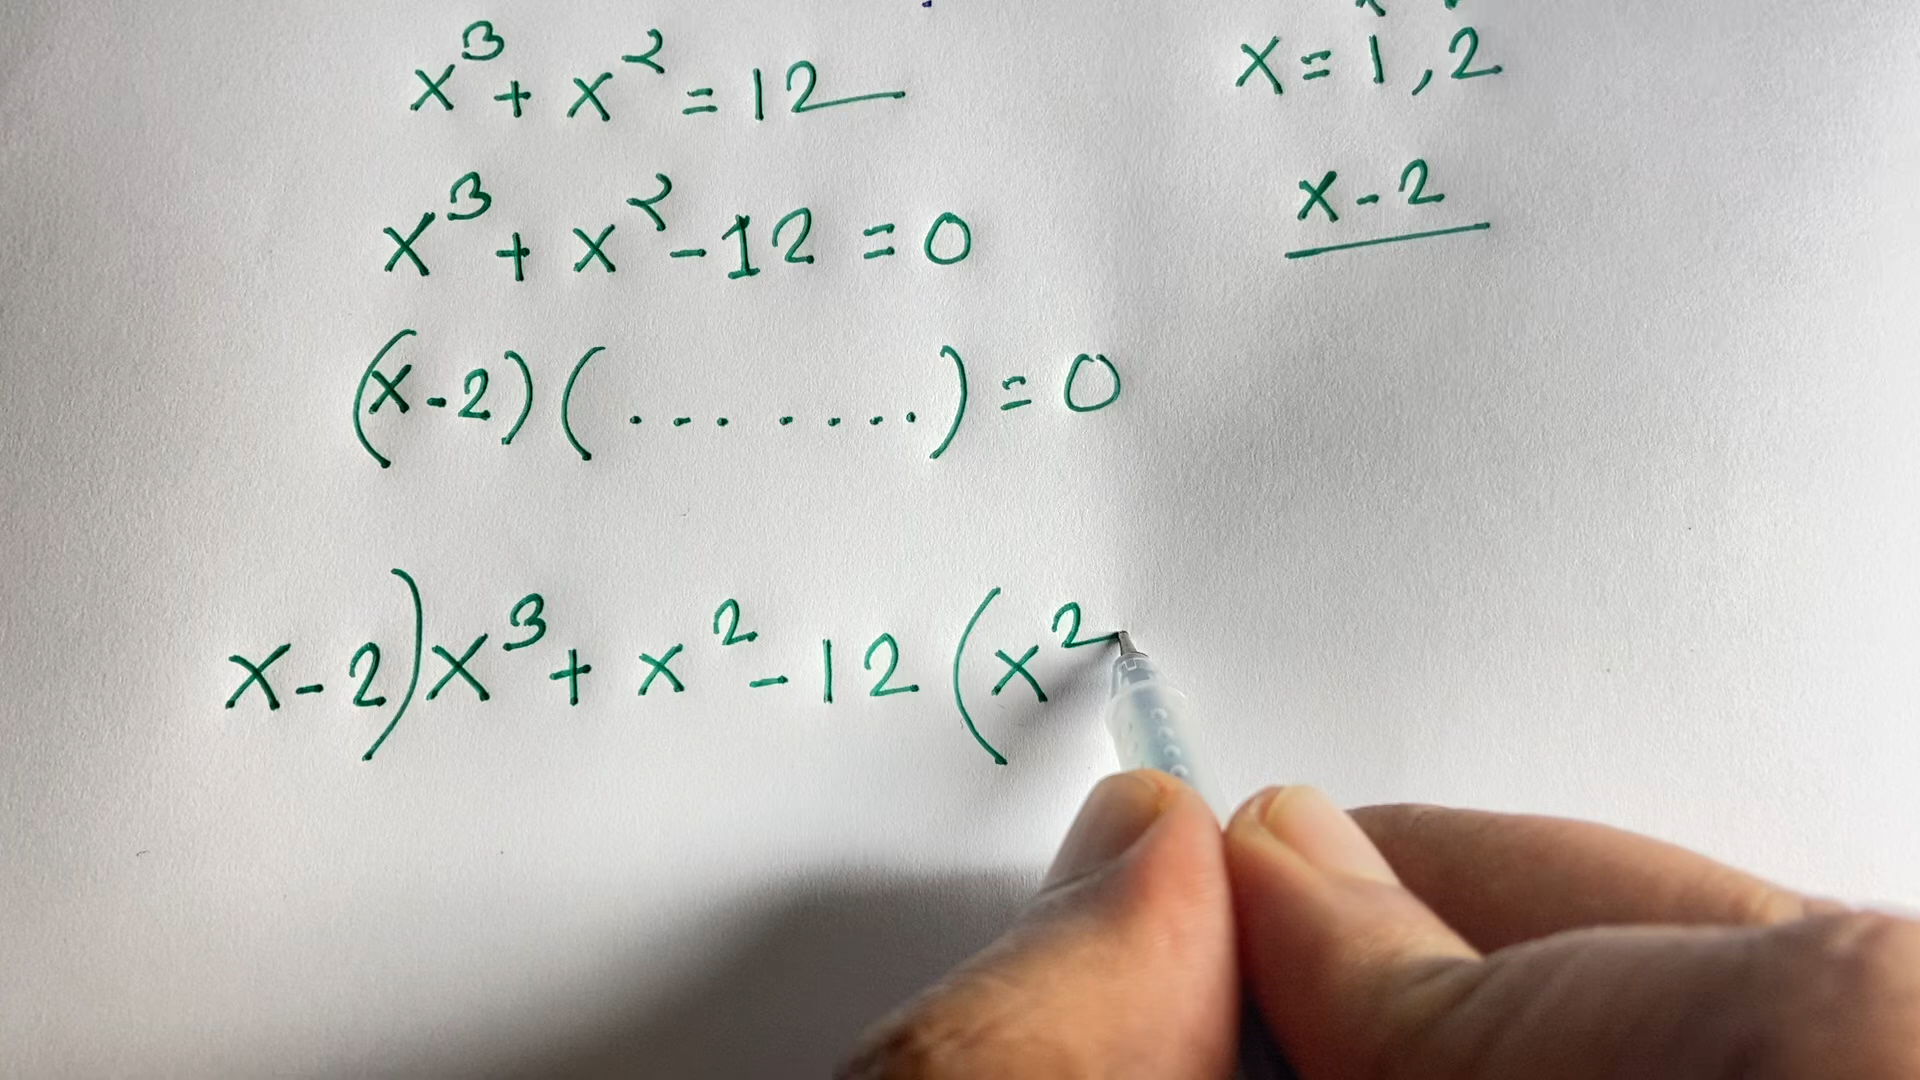 x³ + x² = 12
x = 1, 2
x³ + x² - 12 = 0
x - 2
(x - 2) ( ... ..... ) = 0
x - 2 ) x³ + x² - 12 ( x²